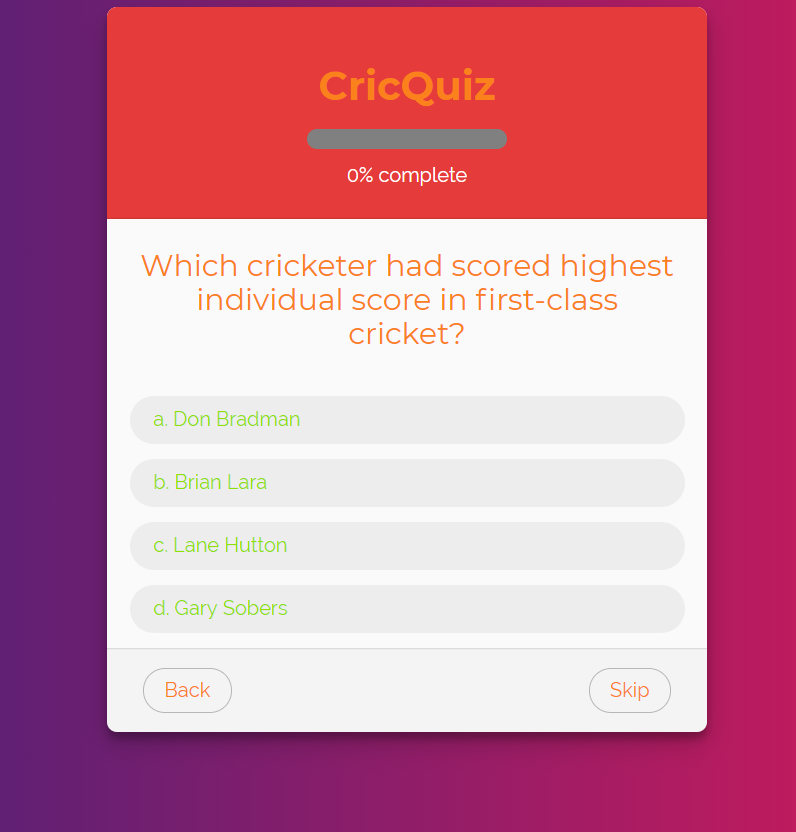 CricQuiz
0% complete
Which cricketer had scored highest
individual score in first-class
cricket?
a. Don Bradman
b. Brian Lara
c. Lane Hutton
d. Gary Sobers
Back
Skip